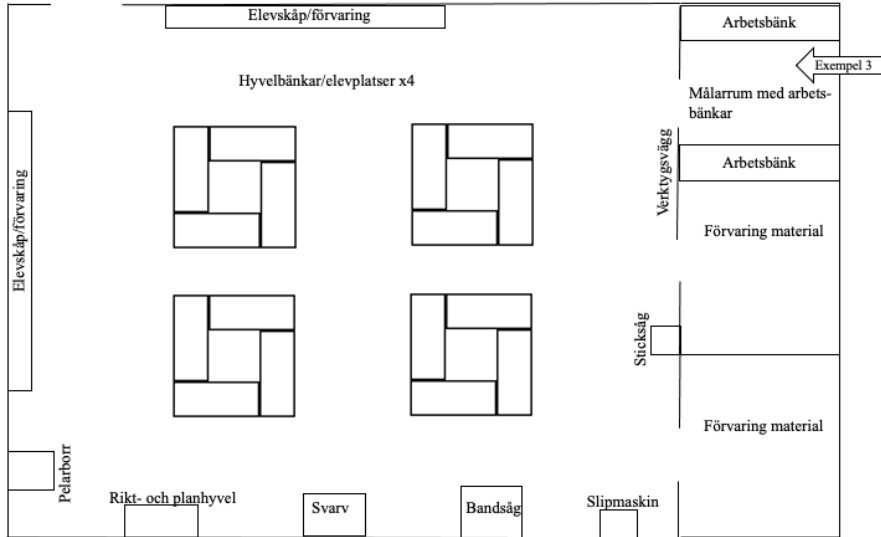 Elevskåp/förvaring
Arbetsbänk
Exempel 3
Hyvelbänkar/elevplatser x4
Målarrum med arbets-
bänkar
Verktygsvägg
Arbetsbänk
Elevskåp/förvaring
Förvaring material
Sticksåg
Förvaring material
Pelarborr
Rikt- och planhyvel
Svarv
Bandsåg
Slipmaskin